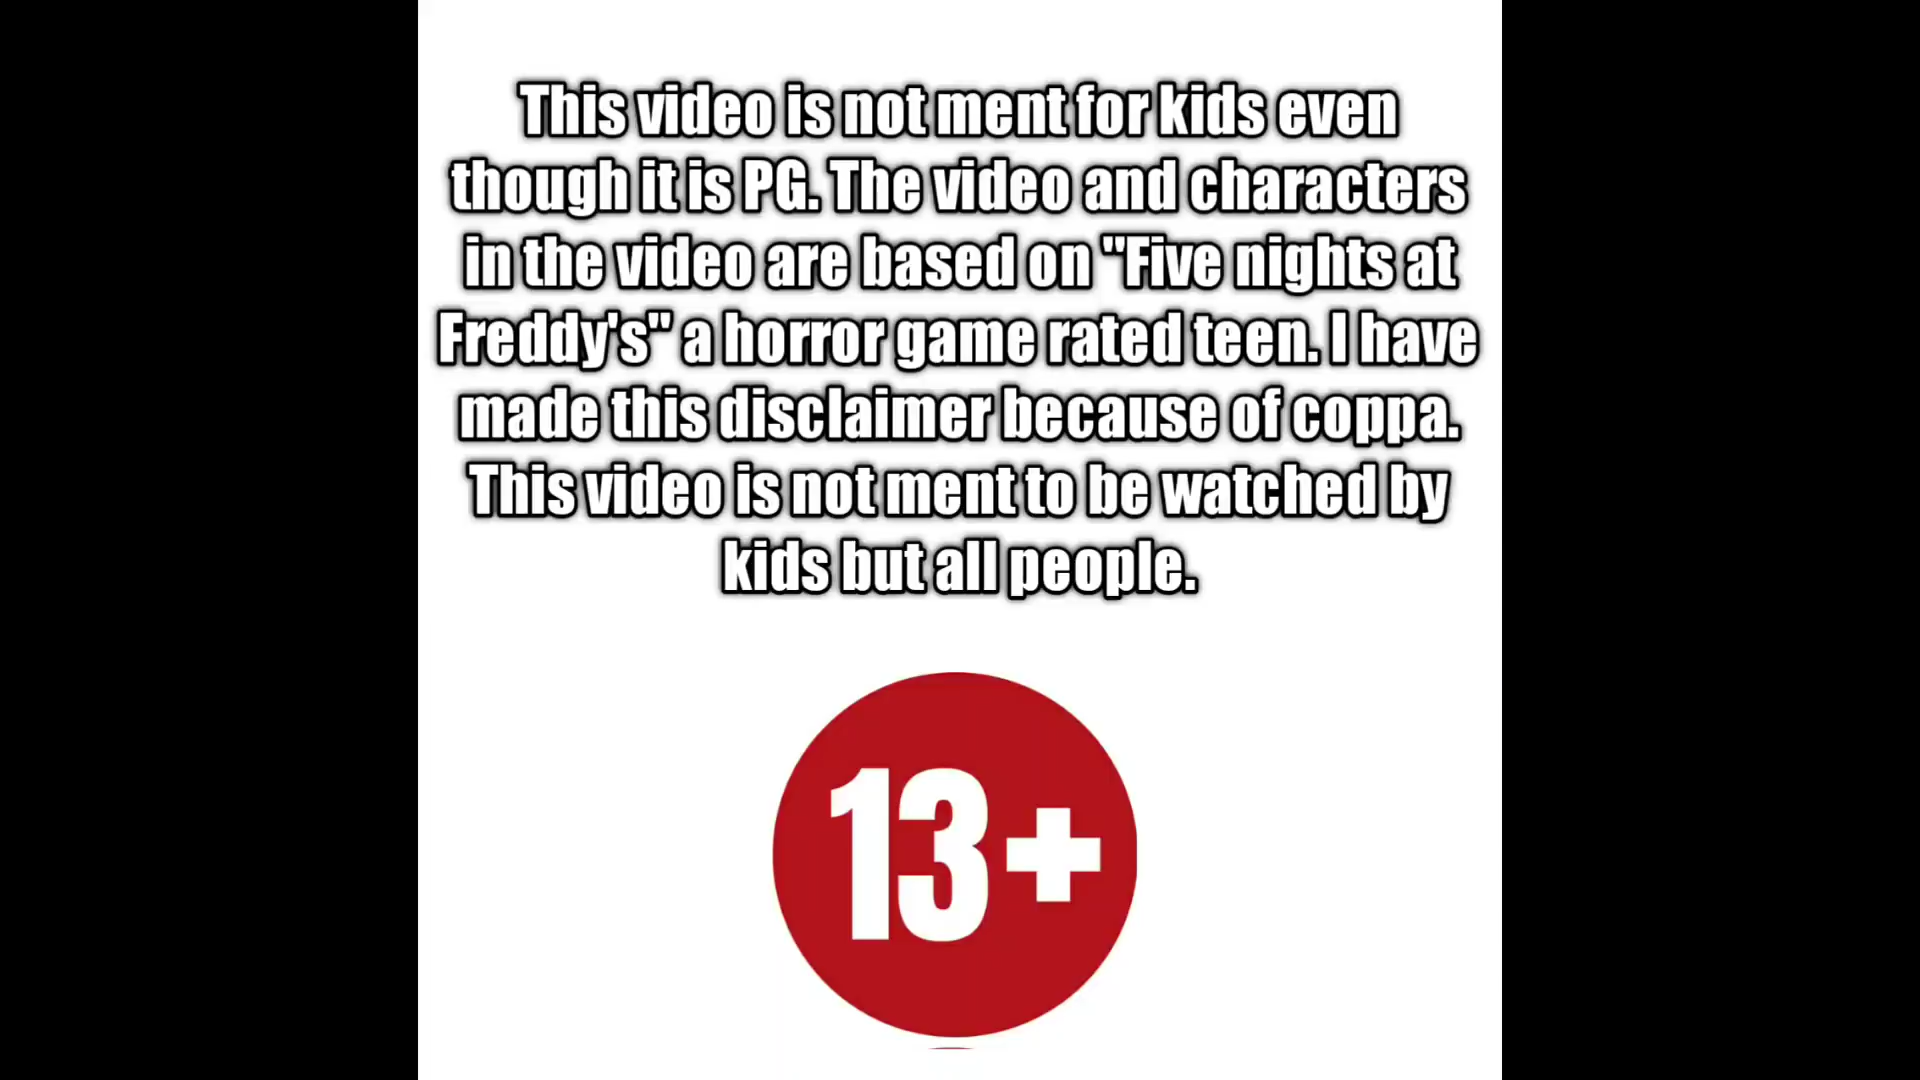 This video is not ment for kids even
though it is PG. The video and characters
in the video are based on "Five nights at
Freddy's" a horror game rated teen. I have
made this disclaimer because of coppa.
This video is not ment to be watched by
kids but all people.
13+